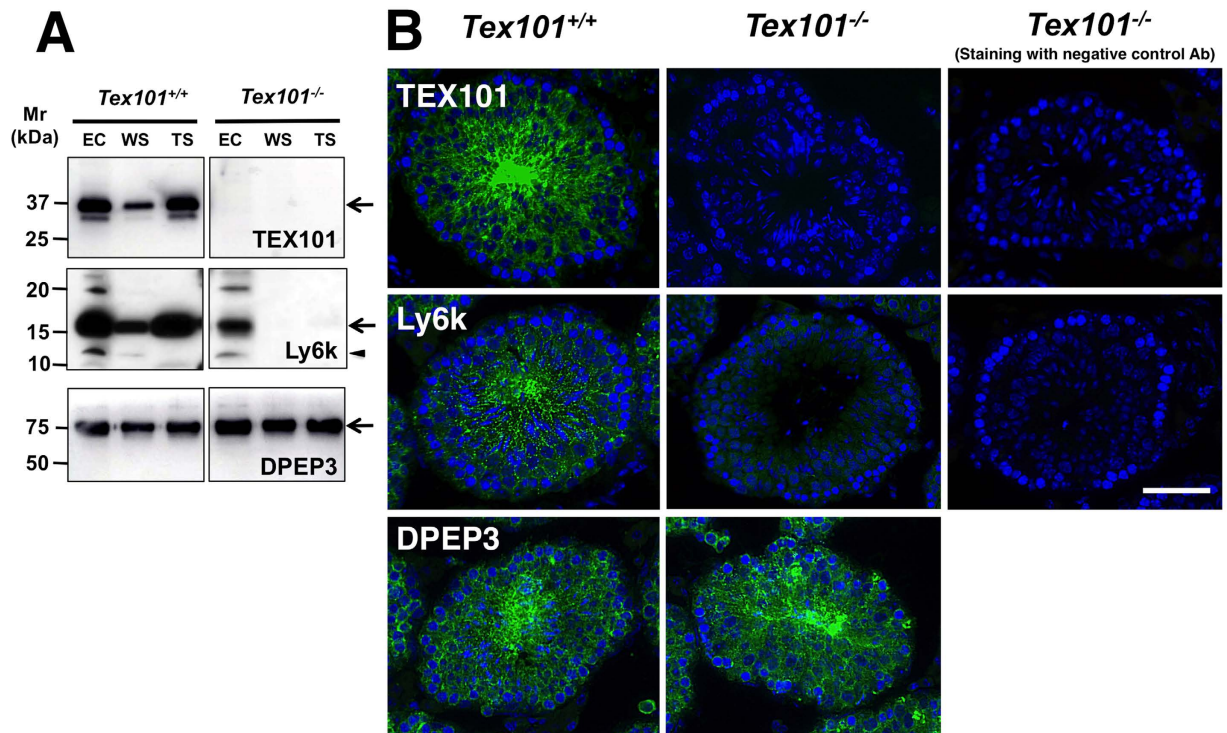 A
Tex101+/+ Tex101-/-
Mr
(kDa)
EC WS TS EC WS TS
37
25
TEX101
20
15
10
Ly6k
75
50
DPEP3
B
Tex101+/+ Tex101-/- Tex101-/-
(Staining with negative control Ab)
TEX101
Ly6k
DPEP3